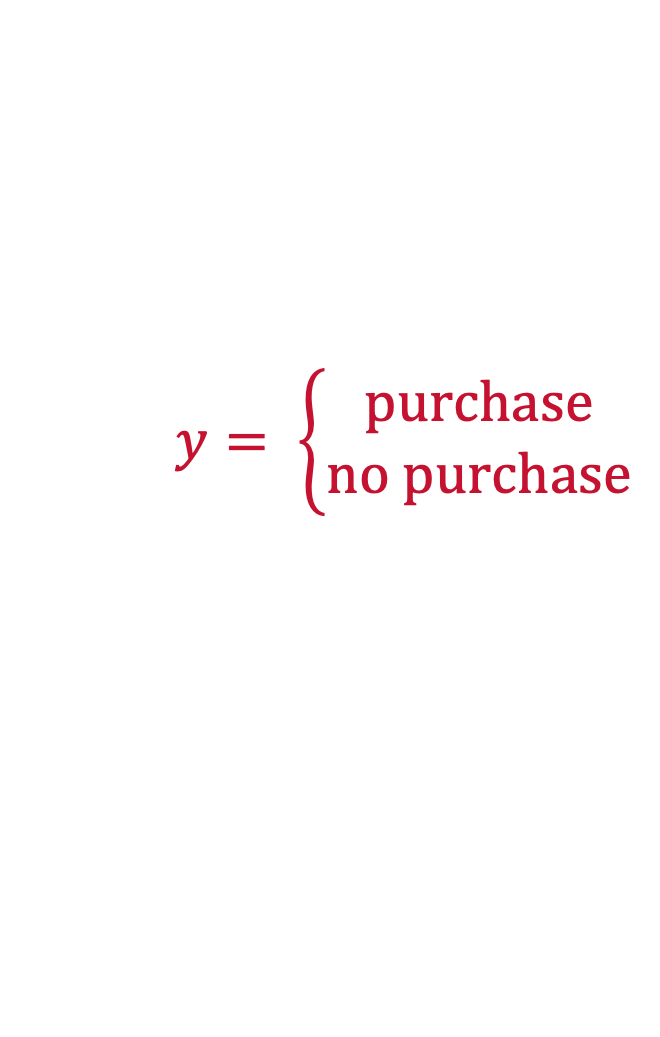 y = { purchase
no purchase